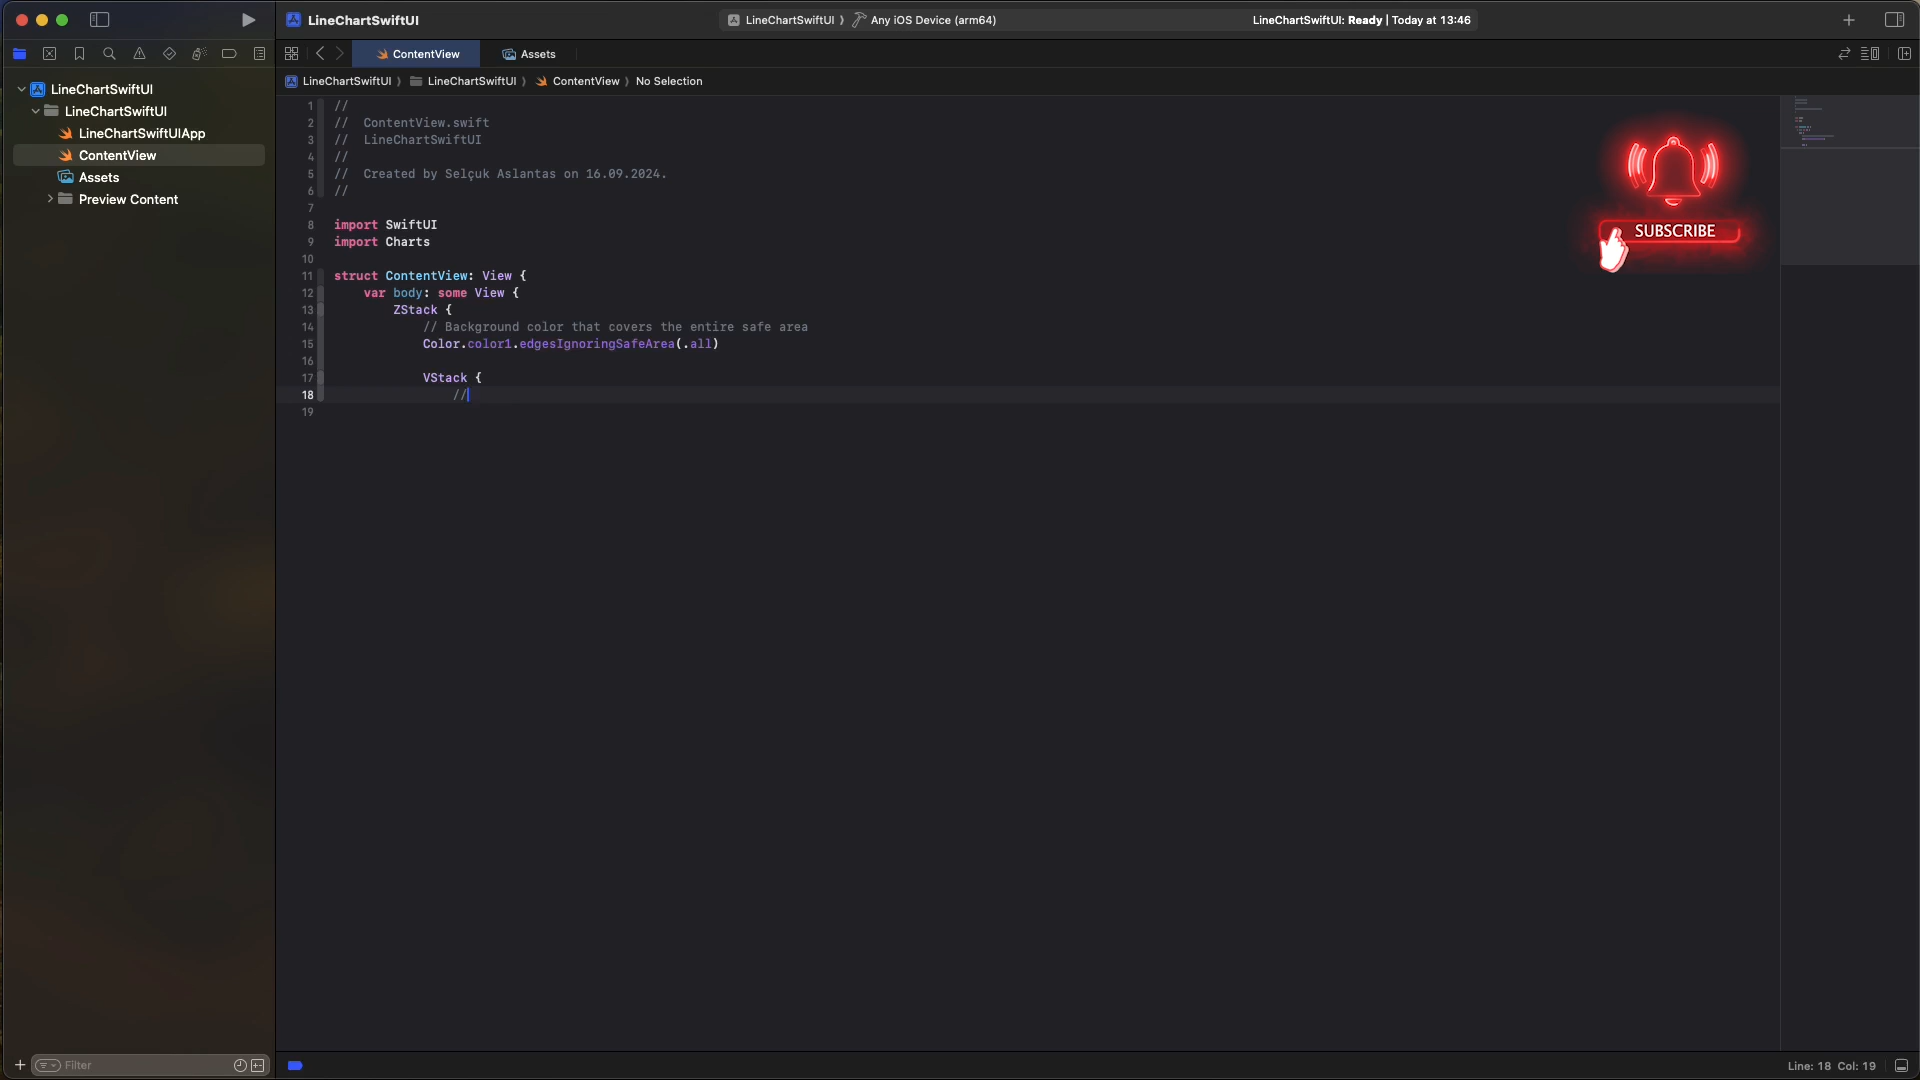 LineChartSwiftUI
LineChartSwiftUI 〉 Any iOS Device (arm64)
LineChartSwiftUI: Ready | Today at 13:46
ContentView
Assets
LineChartSwiftUI 〉 LineChartSwiftUI 〉 ContentView 〉 No Selection
LineChartSwiftUI
LineChartSwiftUI
LineChartSwiftUIApp
ContentView
Assets
Preview Content
1 //
2 //  ContentView.swift
3 //  LineChartSwiftUI
4 //
5 //  Created by Selçuk Aslantas on 16.09.2024.
6 //
7
8 import SwiftUI
9 import Charts
10
11 struct ContentView: View {
12     var body: some View {
13         ZStack {
14             // Background color that covers the entire safe area
15             Color.color1.edgesIgnoringSafeArea(.all)
16
17             VStack {
18                 //
19
SUBSCRIBE
Filter
Line: 18 Col: 19